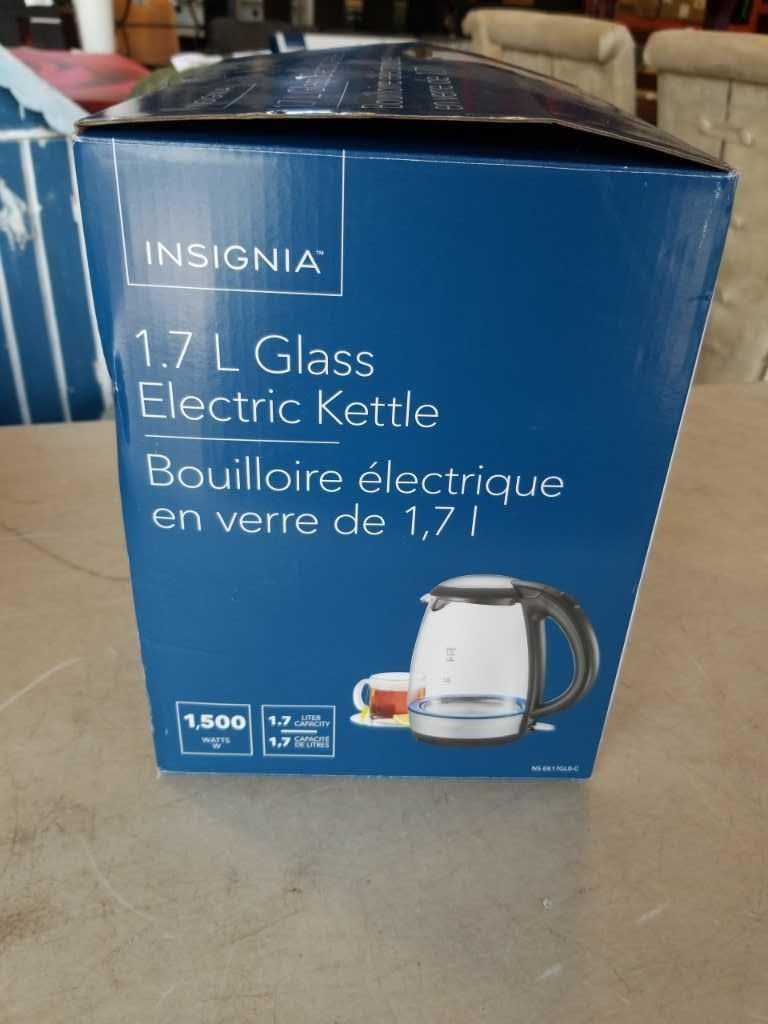 INSIGNIA™
1.7 L Glass
Electric Kettle
Bouilloire électrique
en verre de 1,7 l
1,500
WATTS
W
1.7 LITER CAPACITY
1,7 CAPACITÉ DE LITRES